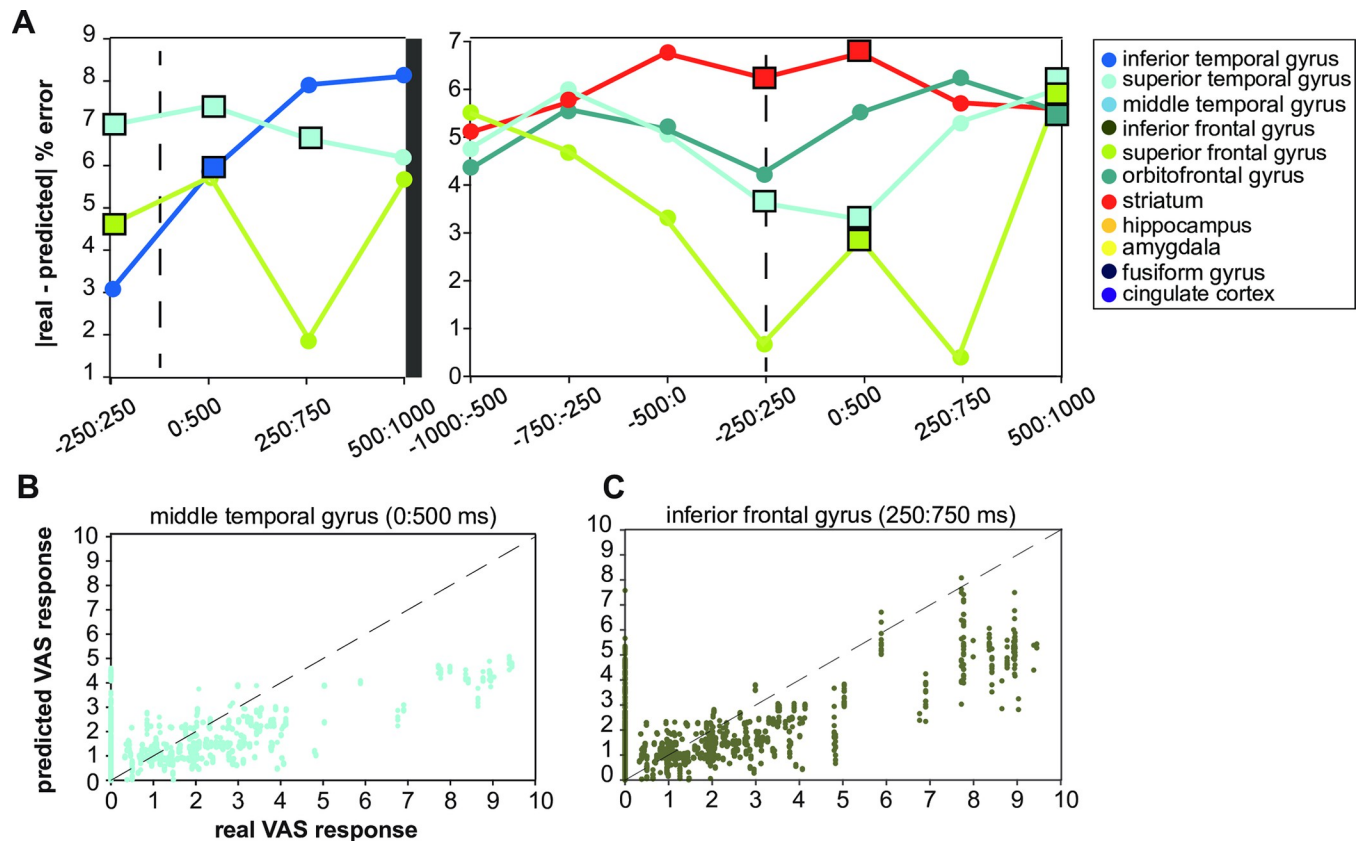 A
|real - predicted| % error
9
8
7
6
5
4
3
2
1
-250:250
0:500
250:750
500:1000
7
6
5
4
3
2
1
0
-1000:-500
-750:-250
-500:0
-250:250
0:500
250:750
500:1000
inferior temporal gyrus
superior temporal gyrus
middle temporal gyrus
inferior frontal gyrus
superior frontal gyrus
orbitofrontal gyrus
striatum
hippocampus
amygdala
fusiform gyrus
cingulate cortex
B
middle temporal gyrus (0:500 ms)
predicted VAS response
10
9
8
7
6
5
4
3
2
1
0
0 1 2 3 4 5 6 7 8 9 10
real VAS response
C
inferior frontal gyrus (250:750 ms)
10
9
8
7
6
5
4
3
2
1
0
0 1 2 3 4 5 6 7 8 9 10